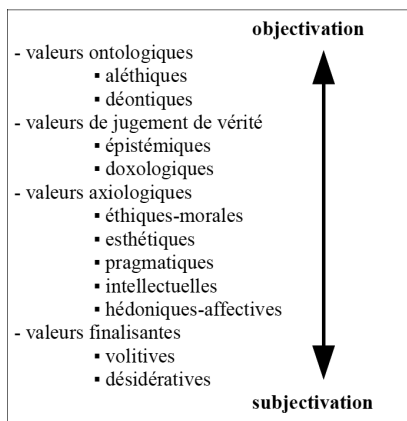 objectivation
- valeurs ontologiques
▪ aléthiques
▪ déontiques
- valeurs de jugement de vérité
▪ épistémiques
▪ doxologiques
- valeurs axiologiques
▪ éthiques-morales
▪ esthétiques
▪ pragmatiques
▪ intellectuelles
▪ hédoniques-affectives
- valeurs finalisantes
▪ volitives
▪ désidératives
subjectivation